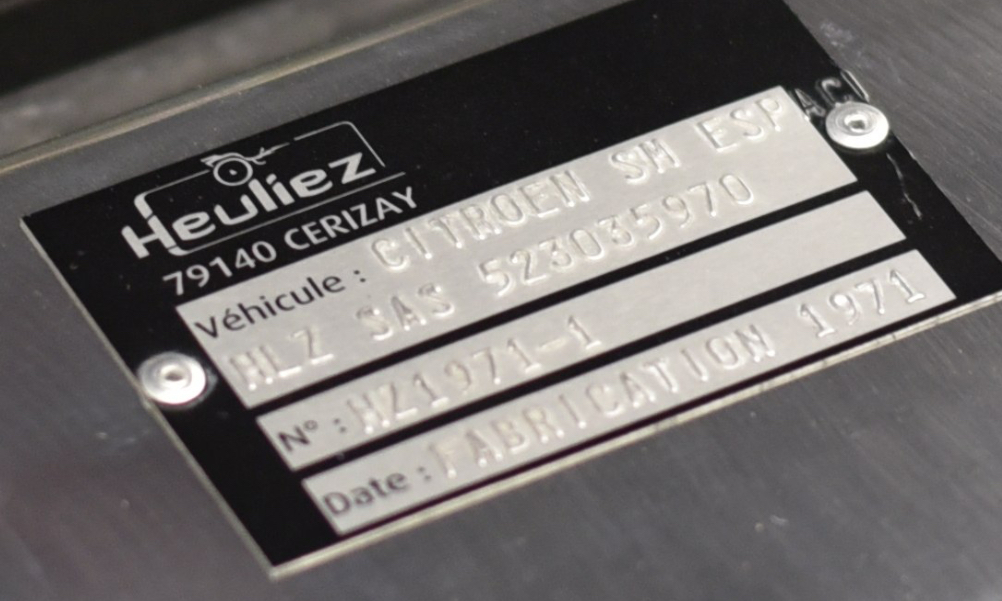 Heuliez
79140 CERIZAY
Véhicule : CITROEN SM ESPACE
HLZ SAS 523035970
N° : HZ1971-1
Date : FABRICATION 1971